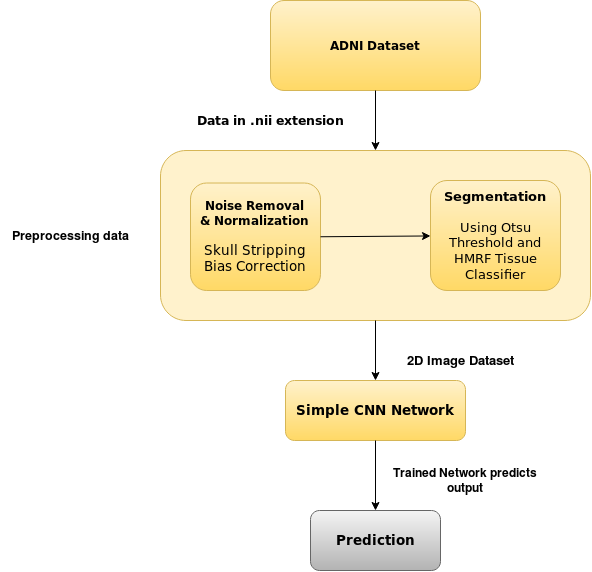 ADNI Dataset
Data in .nii extension
Preprocessing data
Noise Removal
& Normalization
Skull Stripping
Bias Correction
Segmentation
Using Otsu
Threshold and
HMRF Tissue
Classifier
2D Image Dataset
Simple CNN Network
Trained Network predicts
output
Prediction